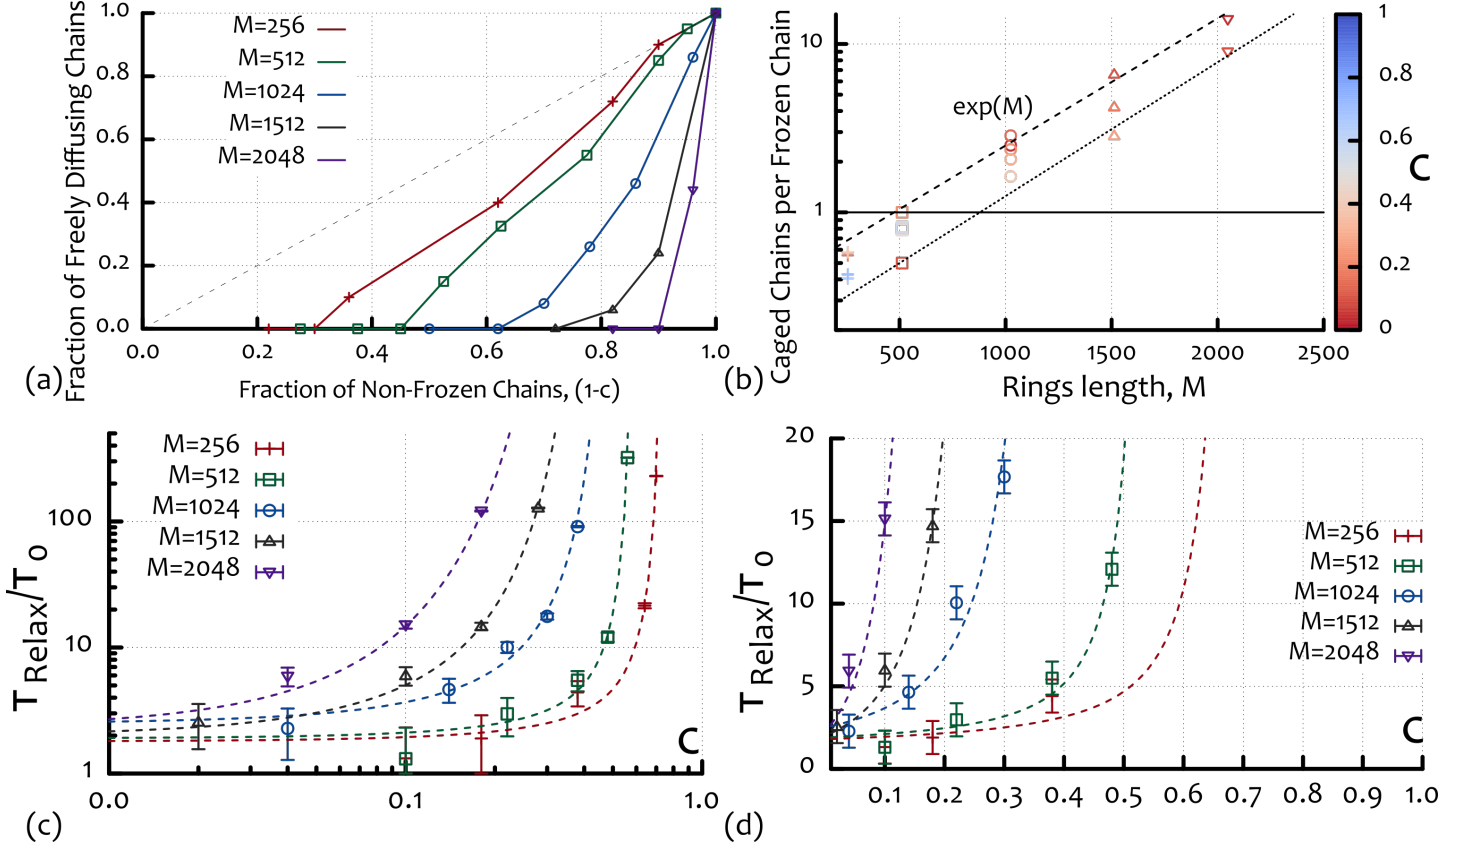 Fraction of Freely Diffusing Chains
1.0
0.8
0.6
0.4
0.2
0.0
M=256
M=512
M=1024
M=1512
M=2048
0.0 0.2 0.4 0.6 0.8 1.0
Fraction of Non-Frozen Chains, (1-c)
(a)
Caged Chains per Frozen Chain
10
1
exp(M)
500 1000 1500 2000 2500
Rings length, M
(b)
1
0.8
0.6
0.4
0.2
0
c
T Relax/T 0
100
10
1
M=256
M=512
M=1024
M=1512
M=2048
c
0.0 0.1 1.0
(c)
T Relax/T 0
20
15
10
5
0
M=256
M=512
M=1024
M=1512
M=2048
c
0.1 0.2 0.3 0.4 0.5 0.6 0.7 0.8 0.9 1.0
(d)